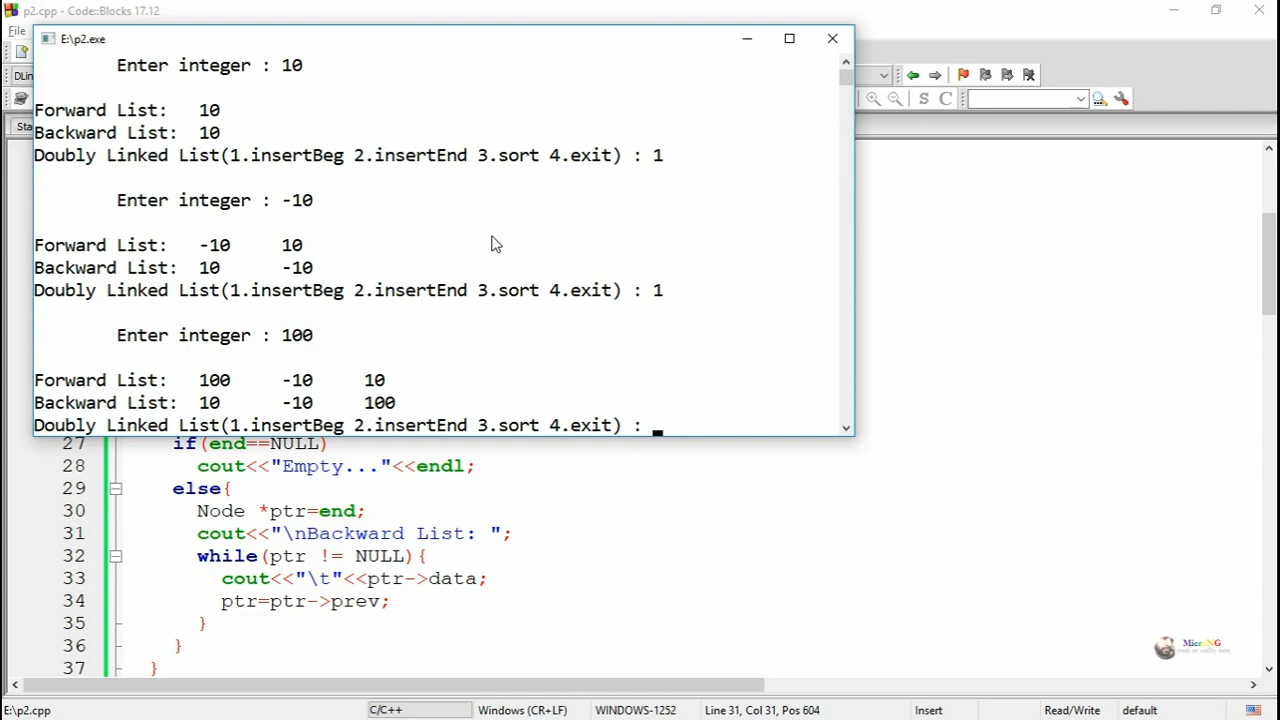 p2.cpp - Code::Blocks 17.12
File
E:\p2.exe
Enter integer : 10
Forward List: 10
Backward List: 10
Doubly Linked List(1.insertBeg 2.insertEnd 3.sort 4.exit) : 1
Enter integer : -10
Forward List: -10 10
Backward List: 10 -10
Doubly Linked List(1.insertBeg 2.insertEnd 3.sort 4.exit) : 1
Enter integer : 100
Forward List: 100 -10 10
Backward List: 10 -10 100
Doubly Linked List(1.insertBeg 2.insertEnd 3.sort 4.exit) :
27 if(end==NULL)
28 cout<<"Empty..."<<endl;
29 else{
30 Node *ptr=end;
31 cout<<"\nBackward List: ";
32 while(ptr != NULL){
33 cout<<"\t"<<ptr->data;
34 ptr=ptr->prev;
35 }
36 }
37 }
E:\p2.cpp C/C++ Windows (CR+LF) WINDOWS-1252 Line 31, Col 31, Pos 604 Insert Read/Write default